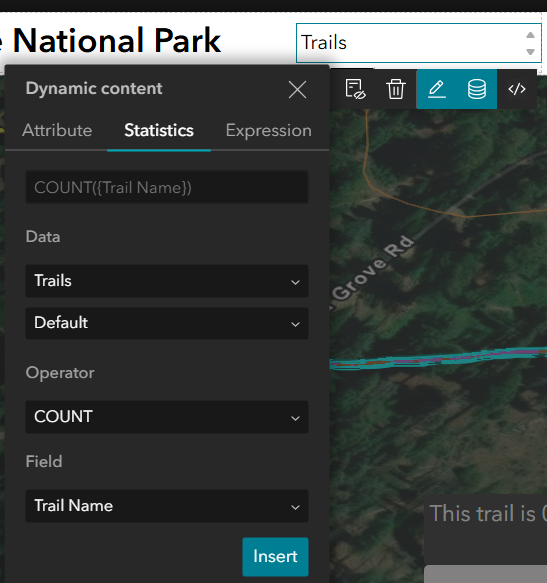 National Park
Trails
Dynamic content
Attribute
Statistics
Expression
COUNT({Trail Name})
Data
Trails
Default
Operator
COUNT
Field
Trail Name
Insert
Grove Rd
This trail is